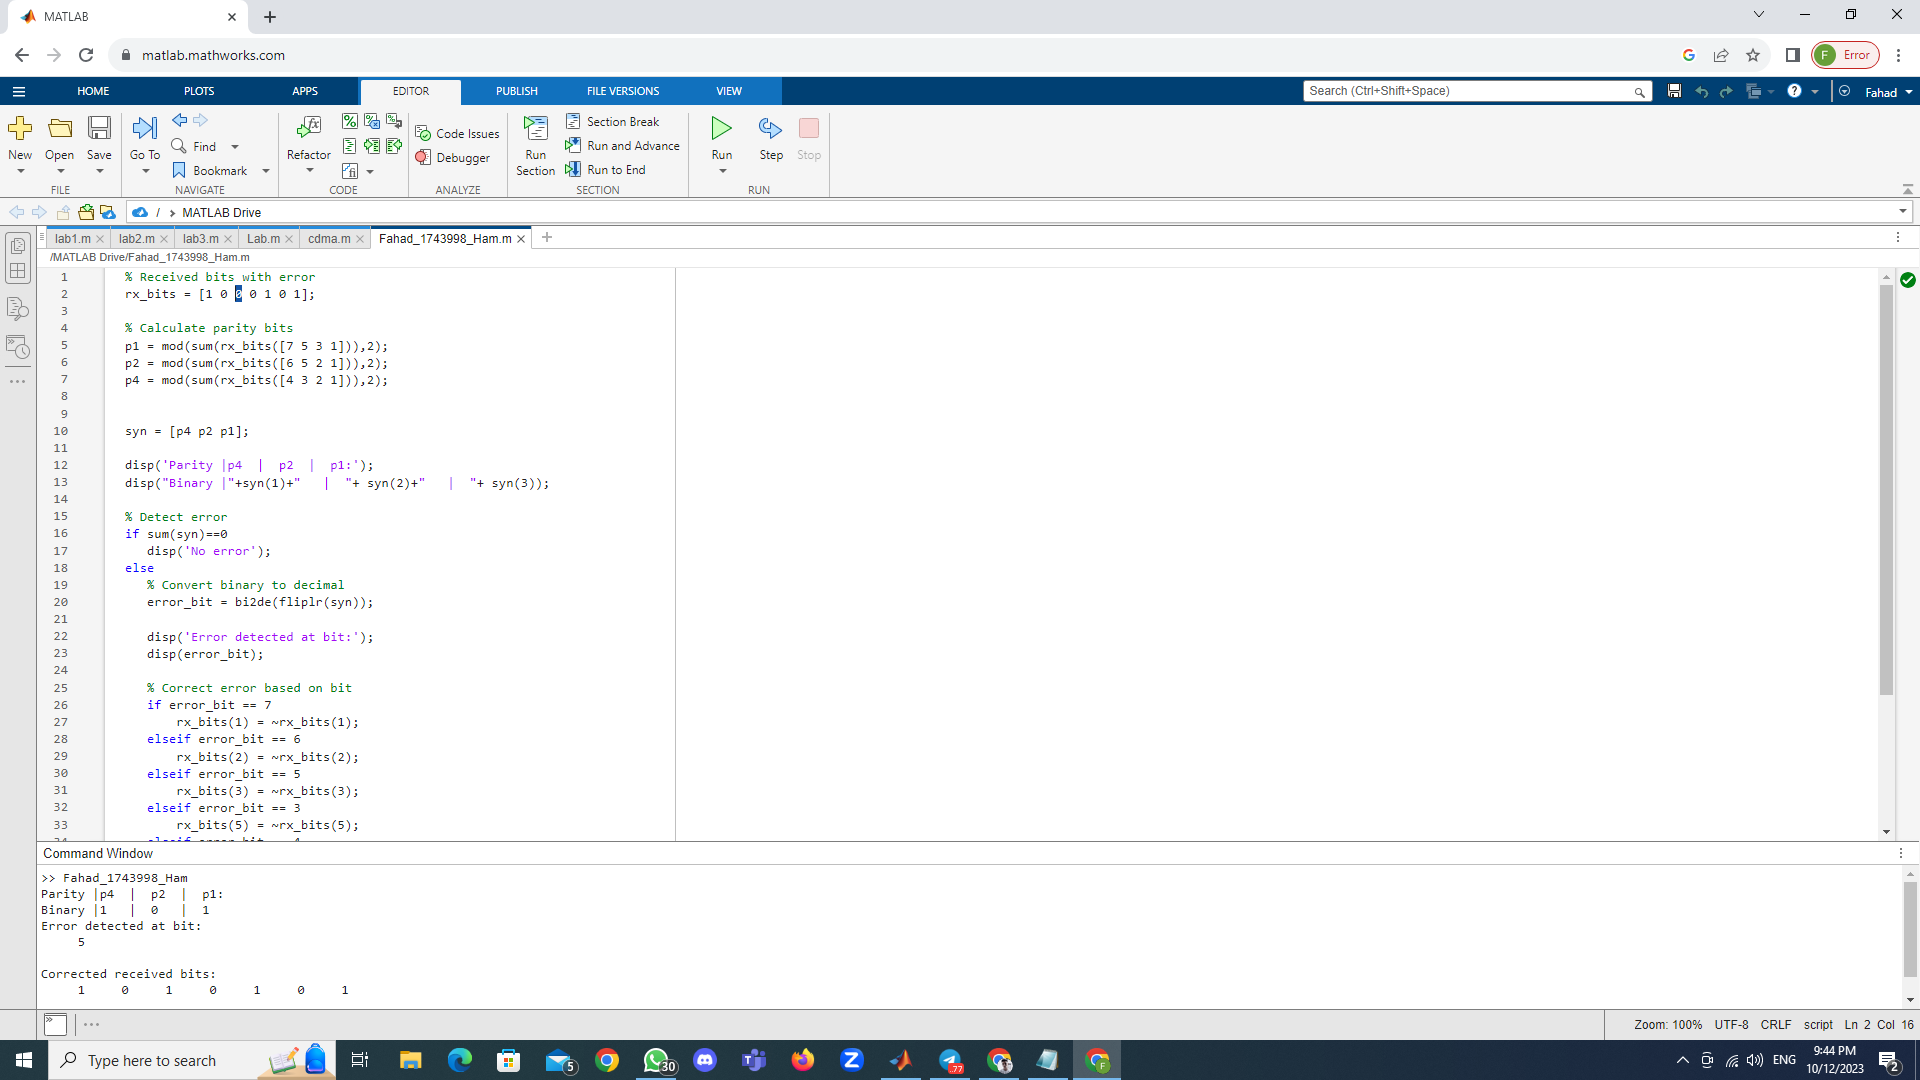 MATLAB
matlab.mathworks.com
F Error
HOME PLOTS APPS EDITOR PUBLISH FILE VERSIONS VIEW
Search (Ctrl+Shift+Space)
Fahad
New Open Save Go To Find Bookmark Refactor Code Issues Debugger Run Section Section Break Run and Advance Run to End Run Step Stop
FILE NAVIGATE CODE ANALYZE SECTION RUN
/ › MATLAB Drive
lab1.m lab2.m lab3.m Lab.m cdma.m Fahad_1743998_Ham.m
/MATLAB Drive/Fahad_1743998_Ham.m
1 % Received bits with error
2 rx_bits = [1 0 0 0 1 0 1];
3
4 % Calculate parity bits
5 p1 = mod(sum(rx_bits([7 5 3 1])),2);
6 p2 = mod(sum(rx_bits([6 5 2 1])),2);
7 p4 = mod(sum(rx_bits([4 3 2 1])),2);
8
9
10 syn = [p4 p2 p1];
11
12 disp('Parity |p4  |  p2  |  p1:');
13 disp("Binary |"+syn(1)+"   |  "+ syn(2)+"   |  "+ syn(3));
14
15 % Detect error
16 if sum(syn)==0
17 disp('No error');
18 else
19 % Convert binary to decimal
20 error_bit = bi2de(fliplr(syn));
21
22 disp('Error detected at bit:');
23 disp(error_bit);
24
25 % Correct error based on bit
26 if error_bit == 7
27 rx_bits(1) = ~rx_bits(1);
28 elseif error_bit == 6
29 rx_bits(2) = ~rx_bits(2);
30 elseif error_bit == 5
31 rx_bits(3) = ~rx_bits(3);
32 elseif error_bit == 3
33 rx_bits(5) = ~rx_bits(5);
Command Window
>> Fahad_1743998_Ham
Parity |p4  |  p2  |  p1:
Binary |1   |  0   |  1
Error detected at bit:
5
Corrected received bits:
1 0 1 0 1 0 1
Zoom: 100% UTF-8 CRLF script Ln 2 Col 16
Type here to search
5
30
.77
F
ENG
9:44 PM
10/12/2023
2